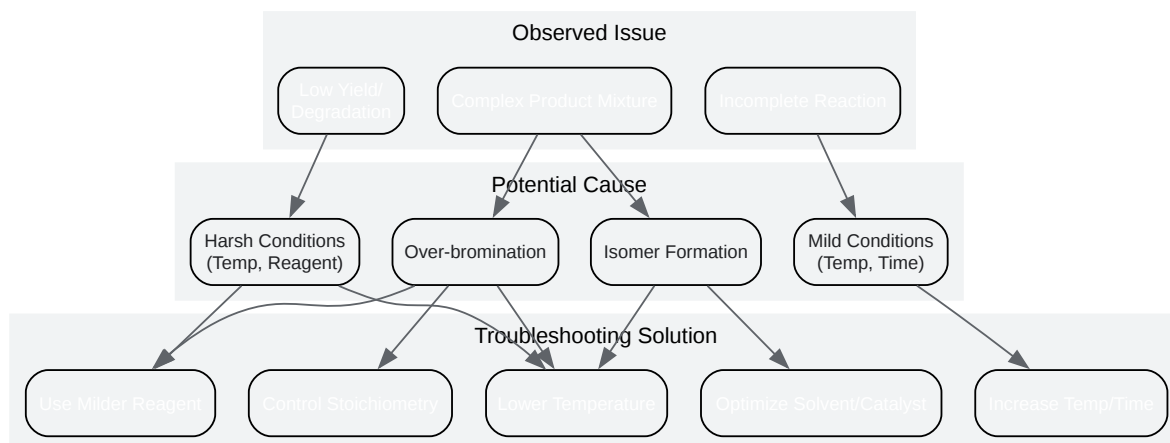 Observed Issue
Low Yield/
Degradation
Complex Product Mixture
Incomplete Reaction
Potential Cause
Harsh Conditions
(Temp, Reagent)
Over-bromination
Isomer Formation
Mild Conditions
(Temp, Time)
Troubleshooting Solution
Use Milder Reagent
Control Stoichiometry
Lower Temperature
Optimize Solvent/Catalyst
Increase Temp/Time